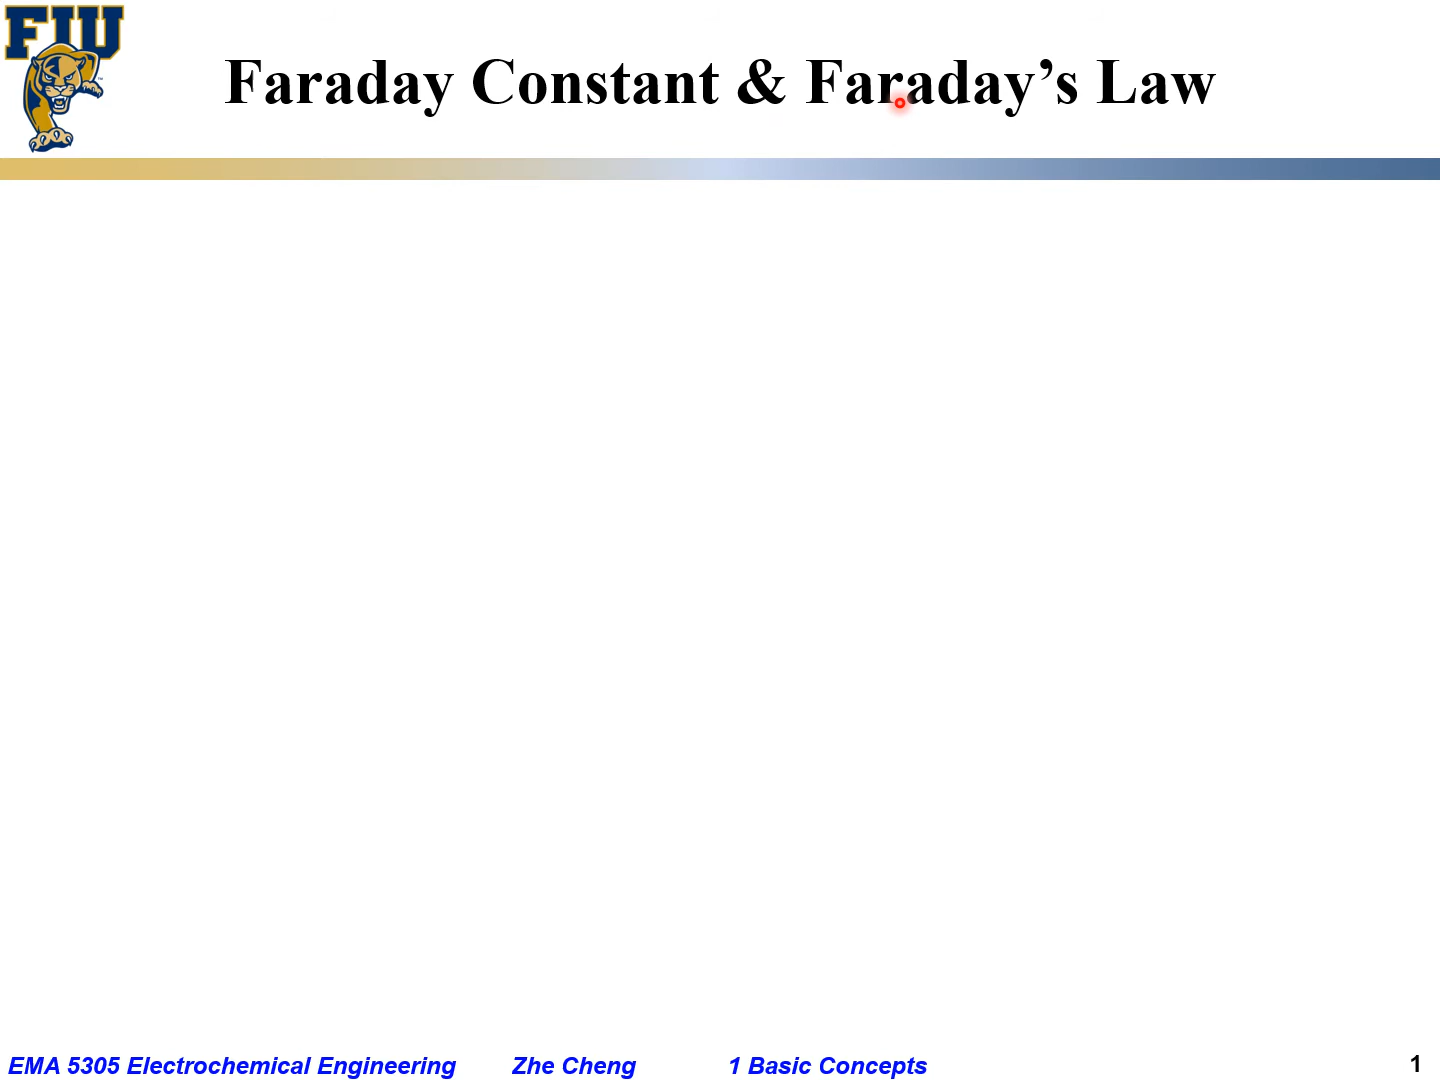 FIU
Faraday Constant & Faraday’s Law
EMA 5305 Electrochemical Engineering Zhe Cheng 1 Basic Concepts 1